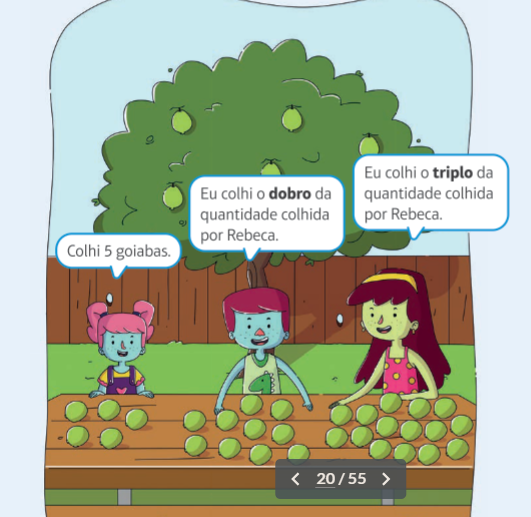 Colhi 5 goiabas.
Eu colhi o dobro da
quantidade colhida
por Rebeca.
Eu colhi o triplo da
quantidade colhida
por Rebeca.
20 / 55